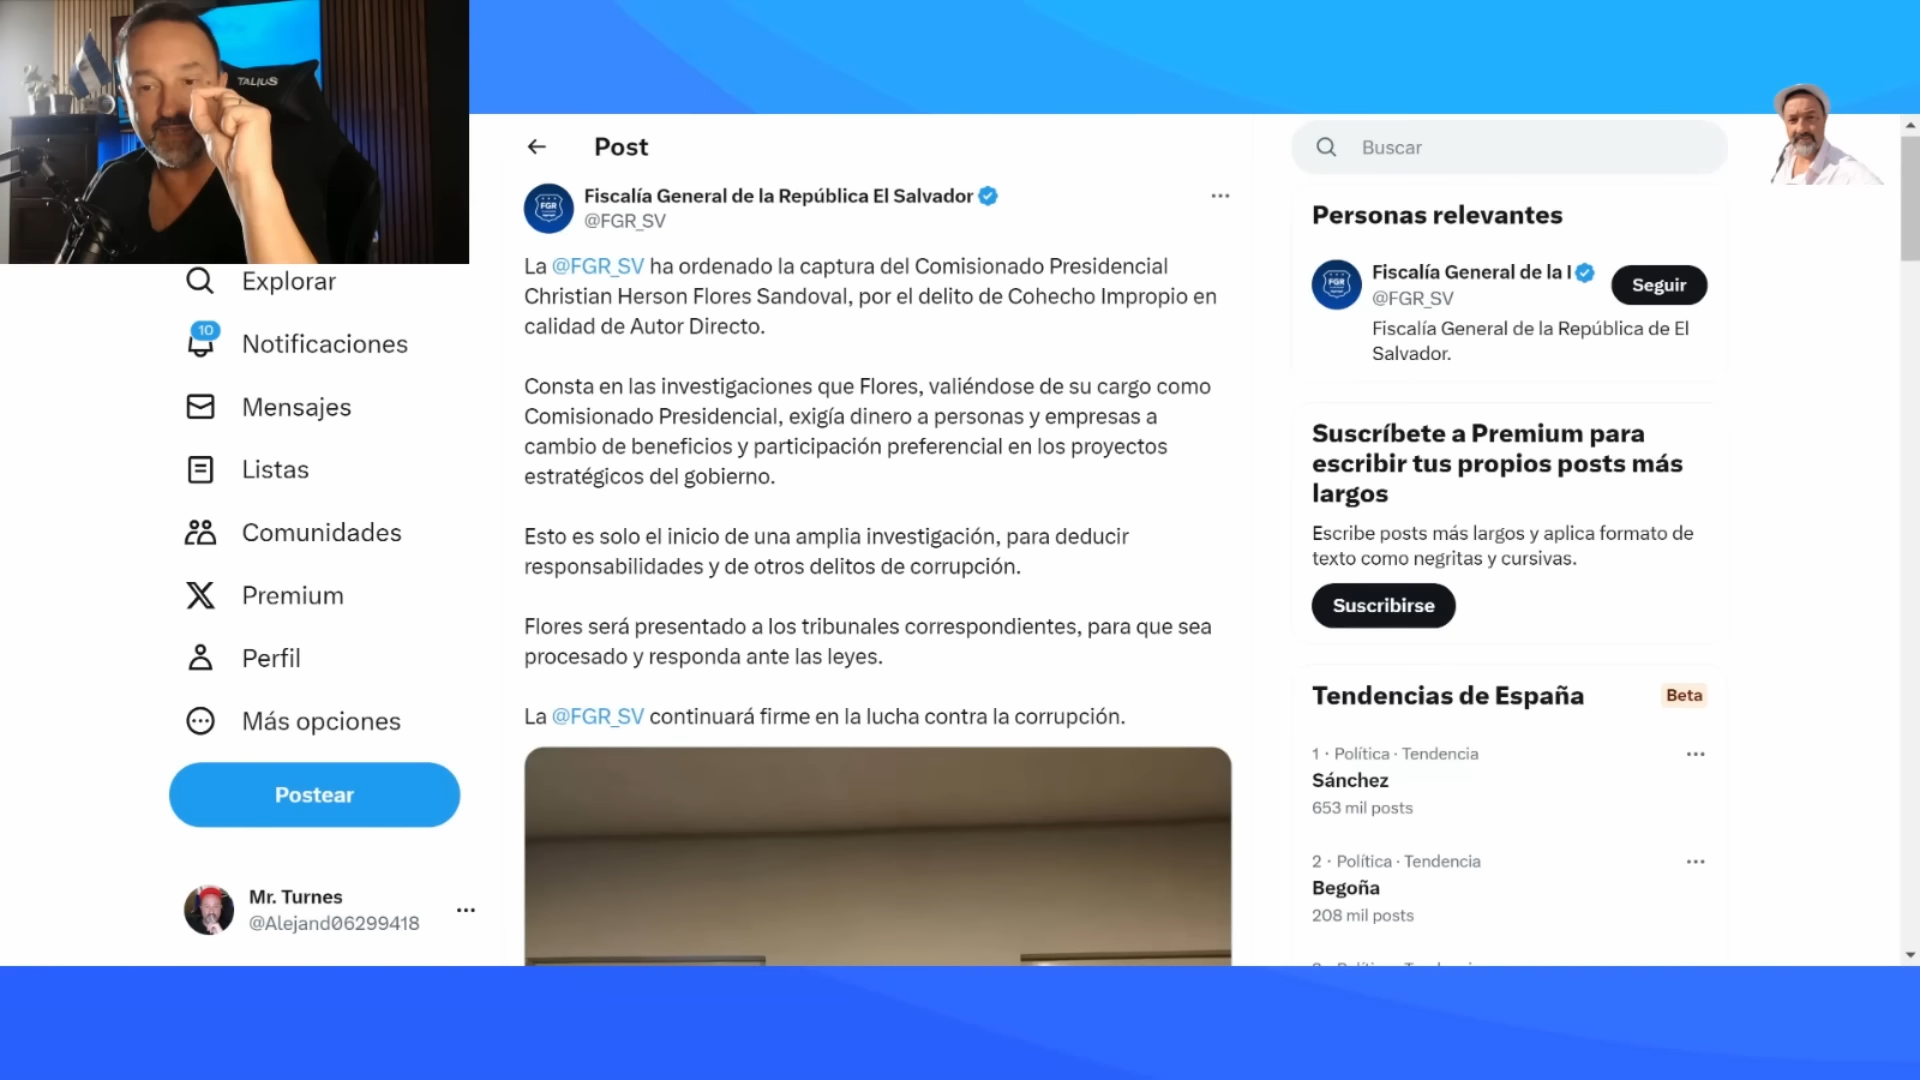 TALIUS
Post
Buscar
Fiscalía General de la República El Salvador
@FGR_SV
La @FGR_SV ha ordenado la captura del Comisionado Presidencial
Christian Herson Flores Sandoval, por el delito de Cohecho Impropio en
calidad de Autor Directo.
Consta en las investigaciones que Flores, valiéndose de su cargo como
Comisionado Presidencial, exigía dinero a personas y empresas a
cambio de beneficios y participación preferencial en los proyectos
estratégicos del gobierno.
Esto es solo el inicio de una amplia investigación, para deducir
responsabilidades y de otros delitos de corrupción.
Flores será presentado a los tribunales correspondientes, para que sea
procesado y responda ante las leyes.
La @FGR_SV continuará firme en la lucha contra la corrupción.
Explorar
10
Notificaciones
Mensajes
Listas
Comunidades
Premium
Perfil
Más opciones
Postear
Mr. Turnes
@Alejand06299418
FGR
Personas relevantes
FGR
Fiscalía General de la
@FGR_SV
Seguir
Fiscalía General de la República de El
Salvador.
Suscríbete a Premium para
escribir tus propios posts más
largos
Escribe posts más largos y aplica formato de
texto como negritas y cursivas.
Suscribirse
Tendencias de España
Beta
1 · Política · Tendencia
Sánchez
653 mil posts
2 · Política · Tendencia
Begoña
208 mil posts